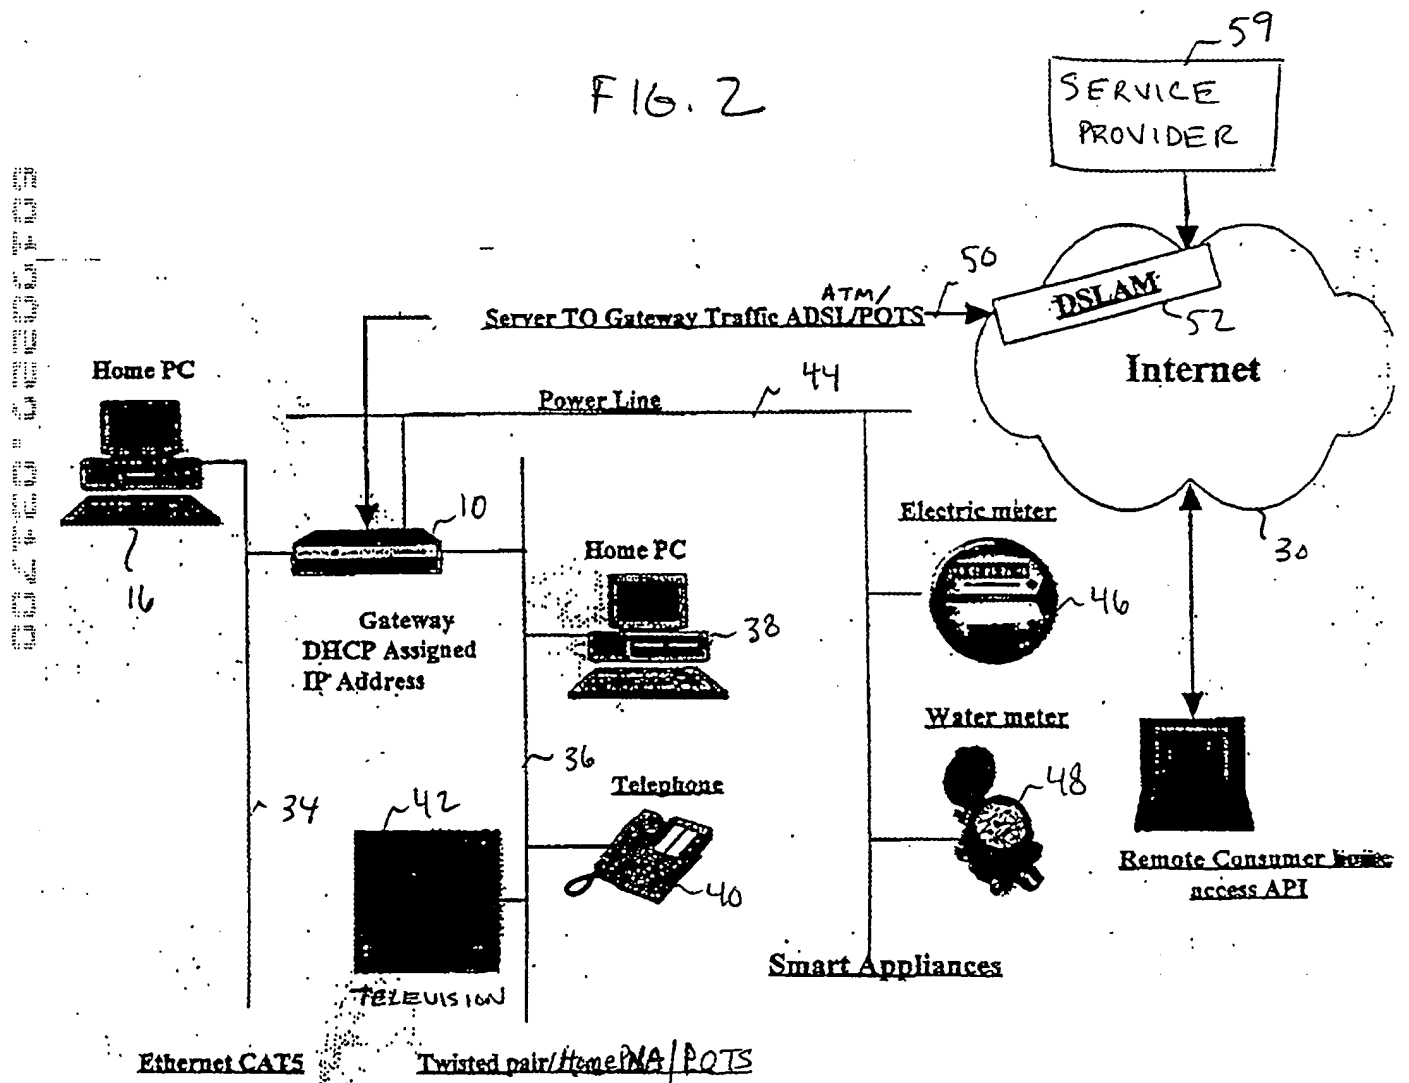 59
FIG. 2
SERVICE
PROVIDER
50
ATM/
Server TO Gateway Traffic ADSL/POTS
DSLAM
52
Home PC
Internet
44
Power Line
10
Electric meter
30
Home PC
16
46
38
Gateway
DHCP Assigned
IP Address
Water meter
36
Telephone
48
34
42
40
Remote Consumer home
access API
Smart Appliances
TELEVISION
Ethernet CAT5
Twisted pair/HomePNA/POTS